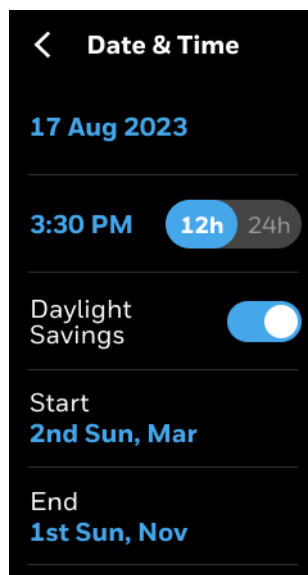 Date & Time
17 Aug 2023
3:30 PM 12h 24h
Daylight
Savings
Start
2nd Sun, Mar
End
1st Sun, Nov